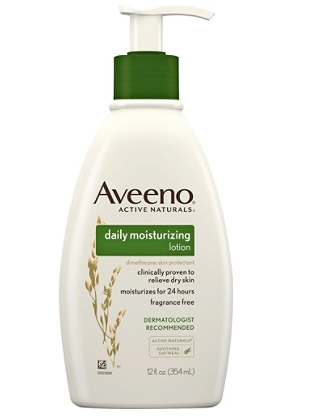 Aveeno®
ACTIVE NATURALS®
daily moisturizing
lotion
dimethicone skin protectant
clinically proven to
relieve dry skin
moisturizes for 24 hours
fragrance free
DERMATOLOGIST
RECOMMENDED
ACTIVE NATURALS®
SOOTHING
OATMEAL
12 fl. oz. (354 mL)